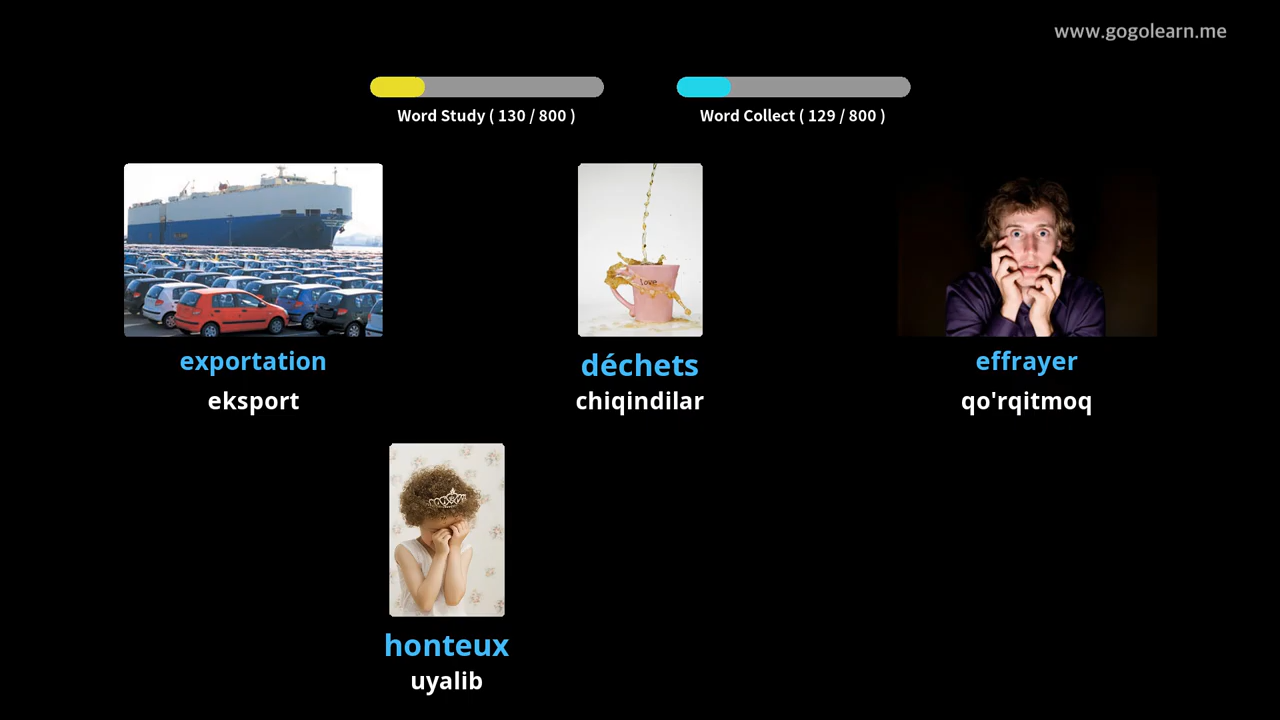 www.gogolearn.me
Word Study ( 130 / 800 )
Word Collect ( 129 / 800 )
love
exportation
déchets
effrayer
eksport
chiqindilar
qo'rqitmoq
honteux
uyalib